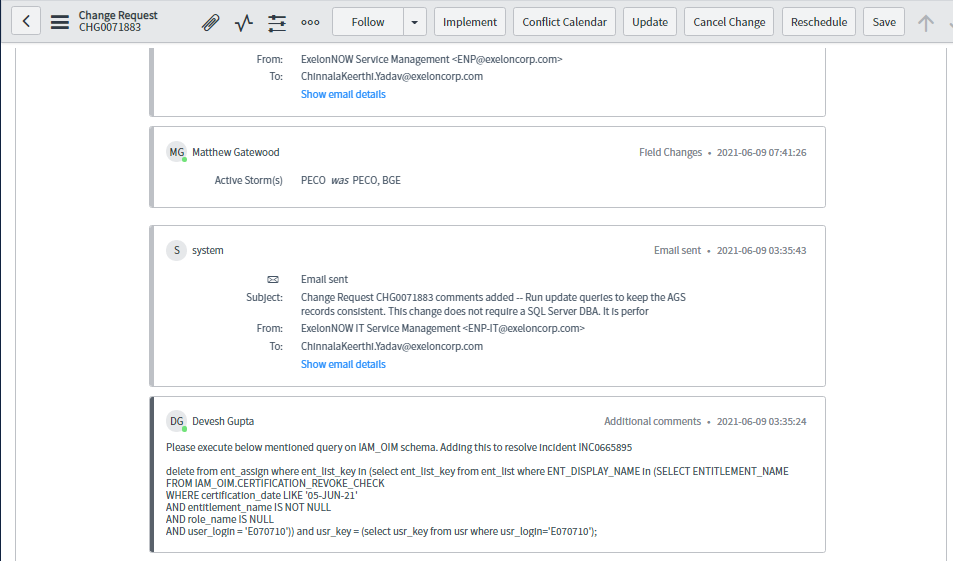 Change Request
CHG0071883
Follow
Implement
Conflict Calendar
Update
Cancel Change
Reschedule
Save
From: ExelonNOW Service Management <ENP@exeloncorp.com>
To: ChinnalaKeerthi.Yadav@exeloncorp.com
Show email details
MG Matthew Gatewood Field Changes • 2021-06-09 07:41:26
Active Storm(s) PECO was PECO, BGE
S system Email sent • 2021-06-09 03:35:43
Email sent
Subject: Change Request CHG0071883 comments added -- Run update queries to keep the AGS
records consistent. This change does not require a SQL Server DBA. It is perfor
From: ExelonNOW IT Service Management <ENP-IT@exeloncorp.com>
To: ChinnalaKeerthi.Yadav@exeloncorp.com
Show email details
DG Devesh Gupta Additional comments • 2021-06-09 03:35:24
Please execute below mentioned query on IAM_OIM schema. Adding this to resolve incident INC0665895
delete from ent_assign where ent_list_key in (select ent_list_key from ent_list where ENT_DISPLAY_NAME in (SELECT ENTITLEMENT_NAME
FROM IAM_OIM.CERTIFICATION_REVOKE_CHECK
WHERE certification_date LIKE '05-JUN-21'
AND entitlement_name IS NOT NULL
AND role_name IS NULL
AND user_login = 'E070710')) and usr_key = (select usr_key from usr where usr_login='E070710');